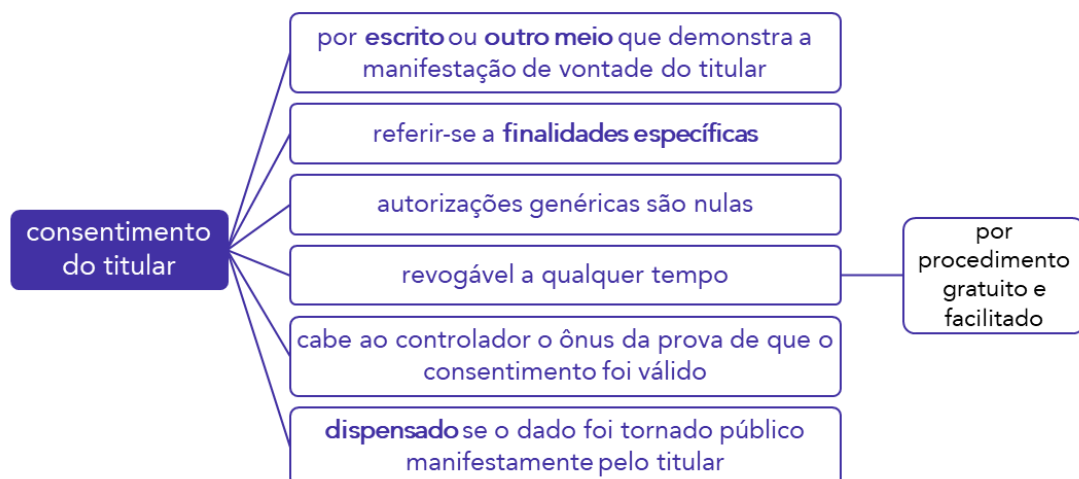 por escrito ou outro meio que demonstra a
manifestação de vontade do titular
referir-se a finalidades específicas
autorizações genéricas são nulas
consentimento
do titular
revogável a qualquer tempo
por
procedimento
gratuito e
facilitado
cabe ao controlador o ônus da prova de que o
consentimento foi válido
dispensado se o dado foi tornado público
manifestamente pelo titular